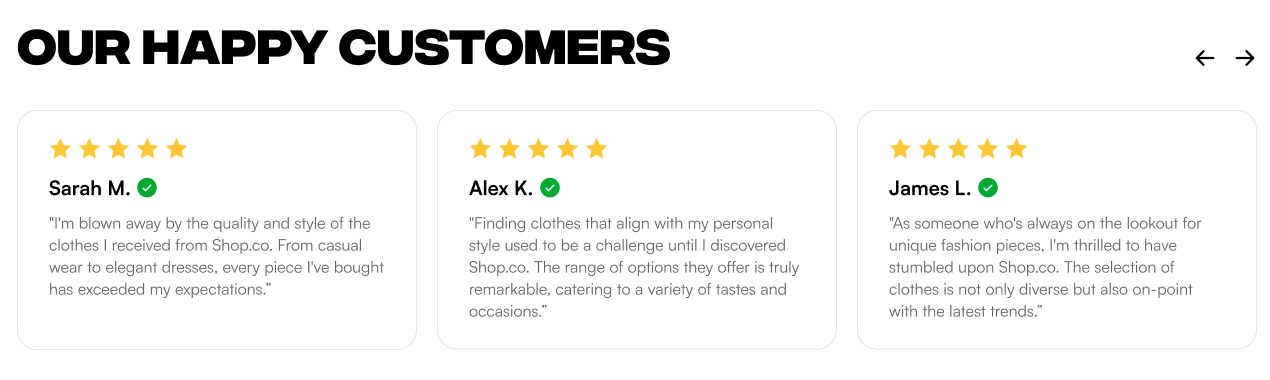 OUR HAPPY CUSTOMERS
Sarah M.
"I'm blown away by the quality and style of the
clothes I received from Shop.co. From casual
wear to elegant dresses, every piece I've bought
has exceeded my expectations.”
Alex K.
"Finding clothes that align with my personal
style used to be a challenge until I discovered
Shop.co. The range of options they offer is truly
remarkable, catering to a variety of tastes and
occasions.”
James L.
"As someone who's always on the lookout for
unique fashion pieces, I'm thrilled to have
stumbled upon Shop.co. The selection of
clothes is not only diverse but also on-point
with the latest trends.”